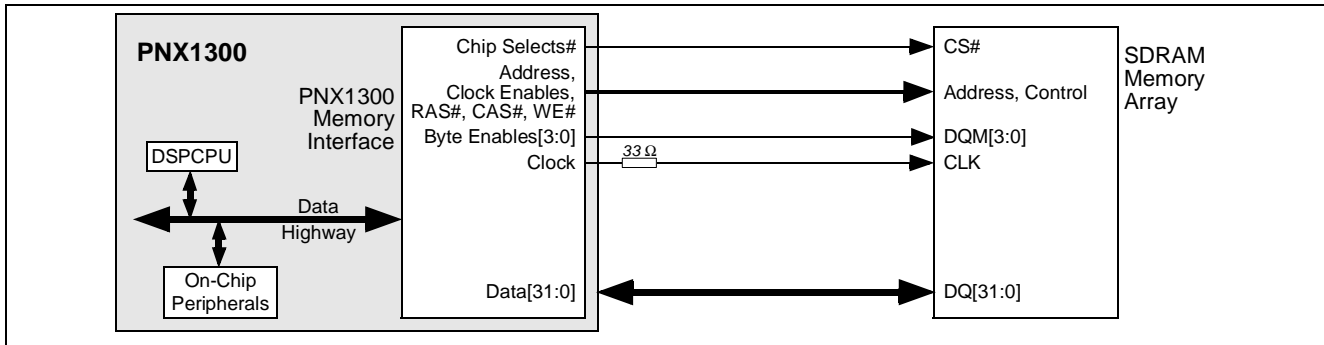 PNX1300
PNX1300
Memory
Interface
DSPCPU
Data
Highway
On-Chip
Peripherals
Chip Selects#
Address,
Clock Enables,
RAS#, CAS#, WE#
Byte Enables[3:0]
Clock
Data[31:0]
33 Ω
CS#
Address, Control
DQM[3:0]
CLK
DQ[31:0]
SDRAM
Memory
Array